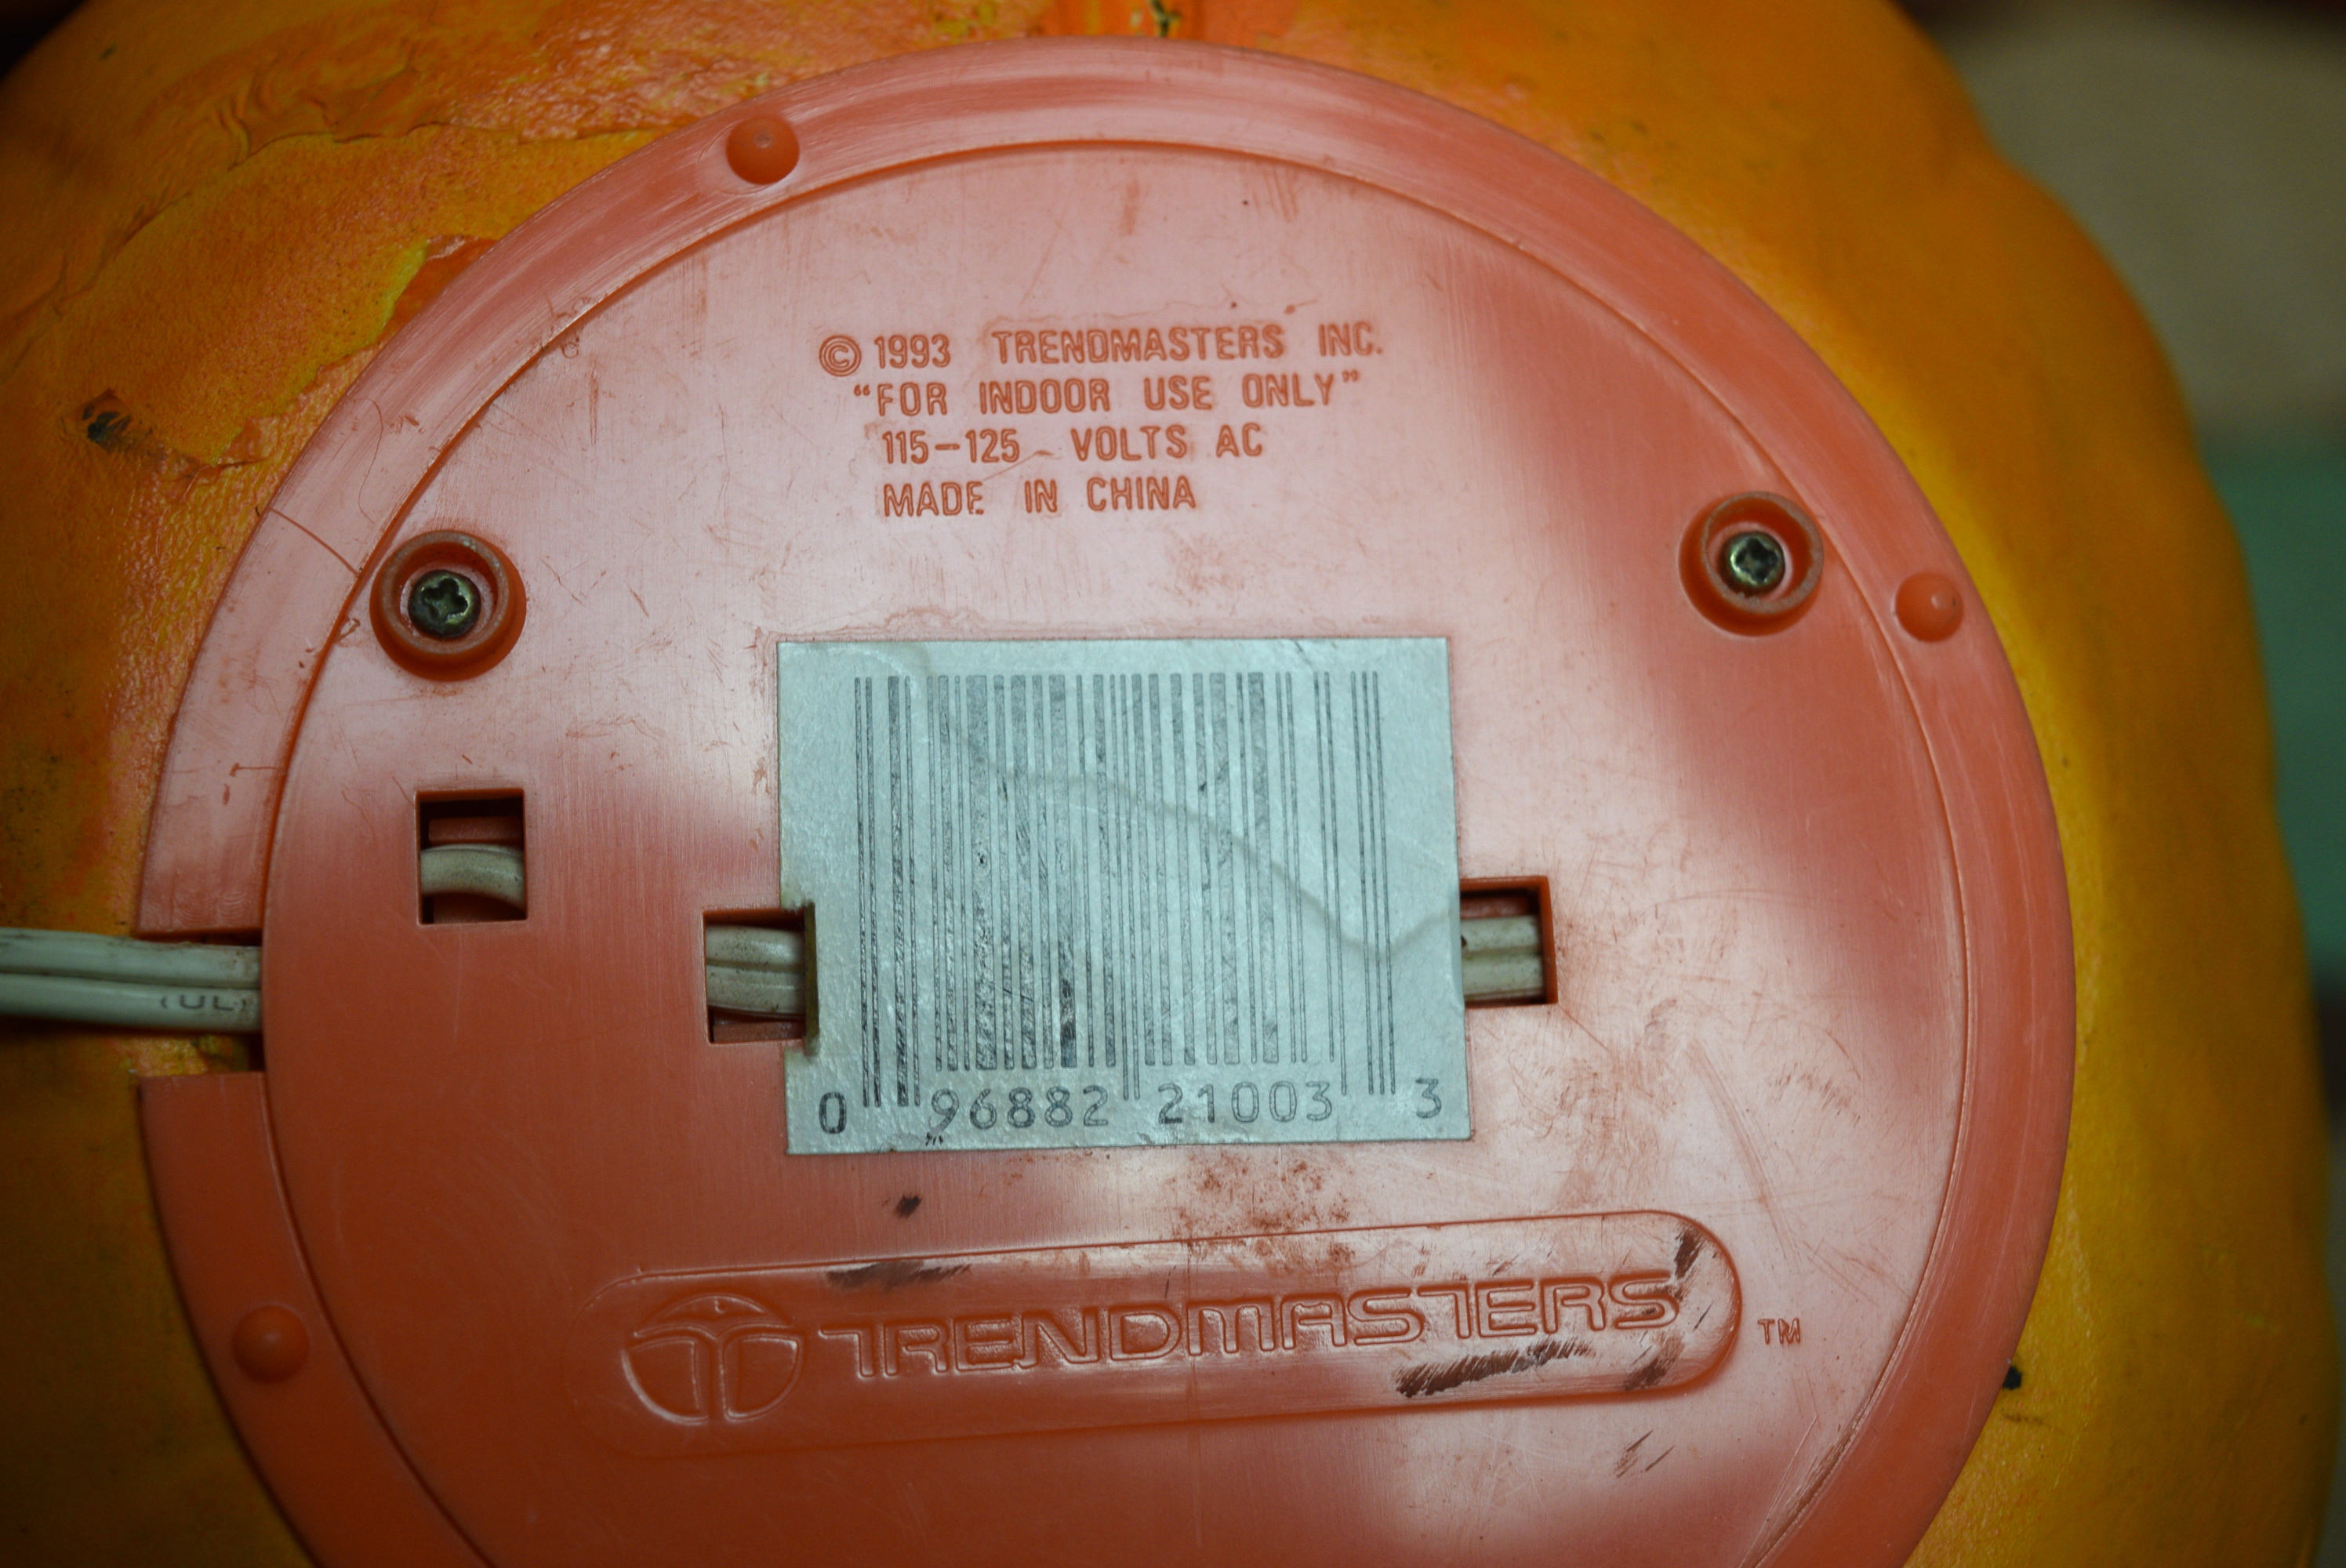 © 1993 TRENDMASTERS INC.
“FOR INDOOR USE ONLY”
115-125 VOLTS AC
MADE IN CHINA
(UL)
0 96882 21003 3
TRENDMASTERS TM